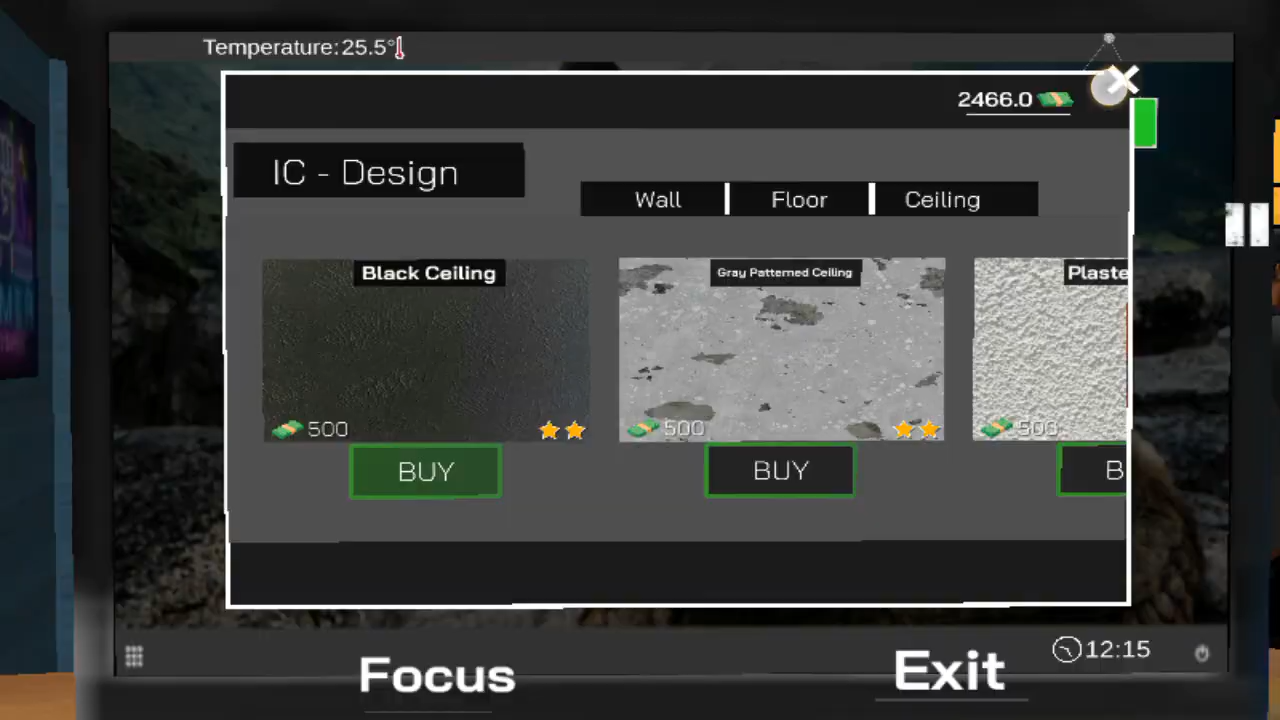 Temperature: 25.5°
2466.0
IC - Design
Wall
Floor
Ceiling
Black Ceiling
Gray Patterned Ceiling
Plaste
500
500
500
BUY
BUY
B
12:15
Focus
Exit